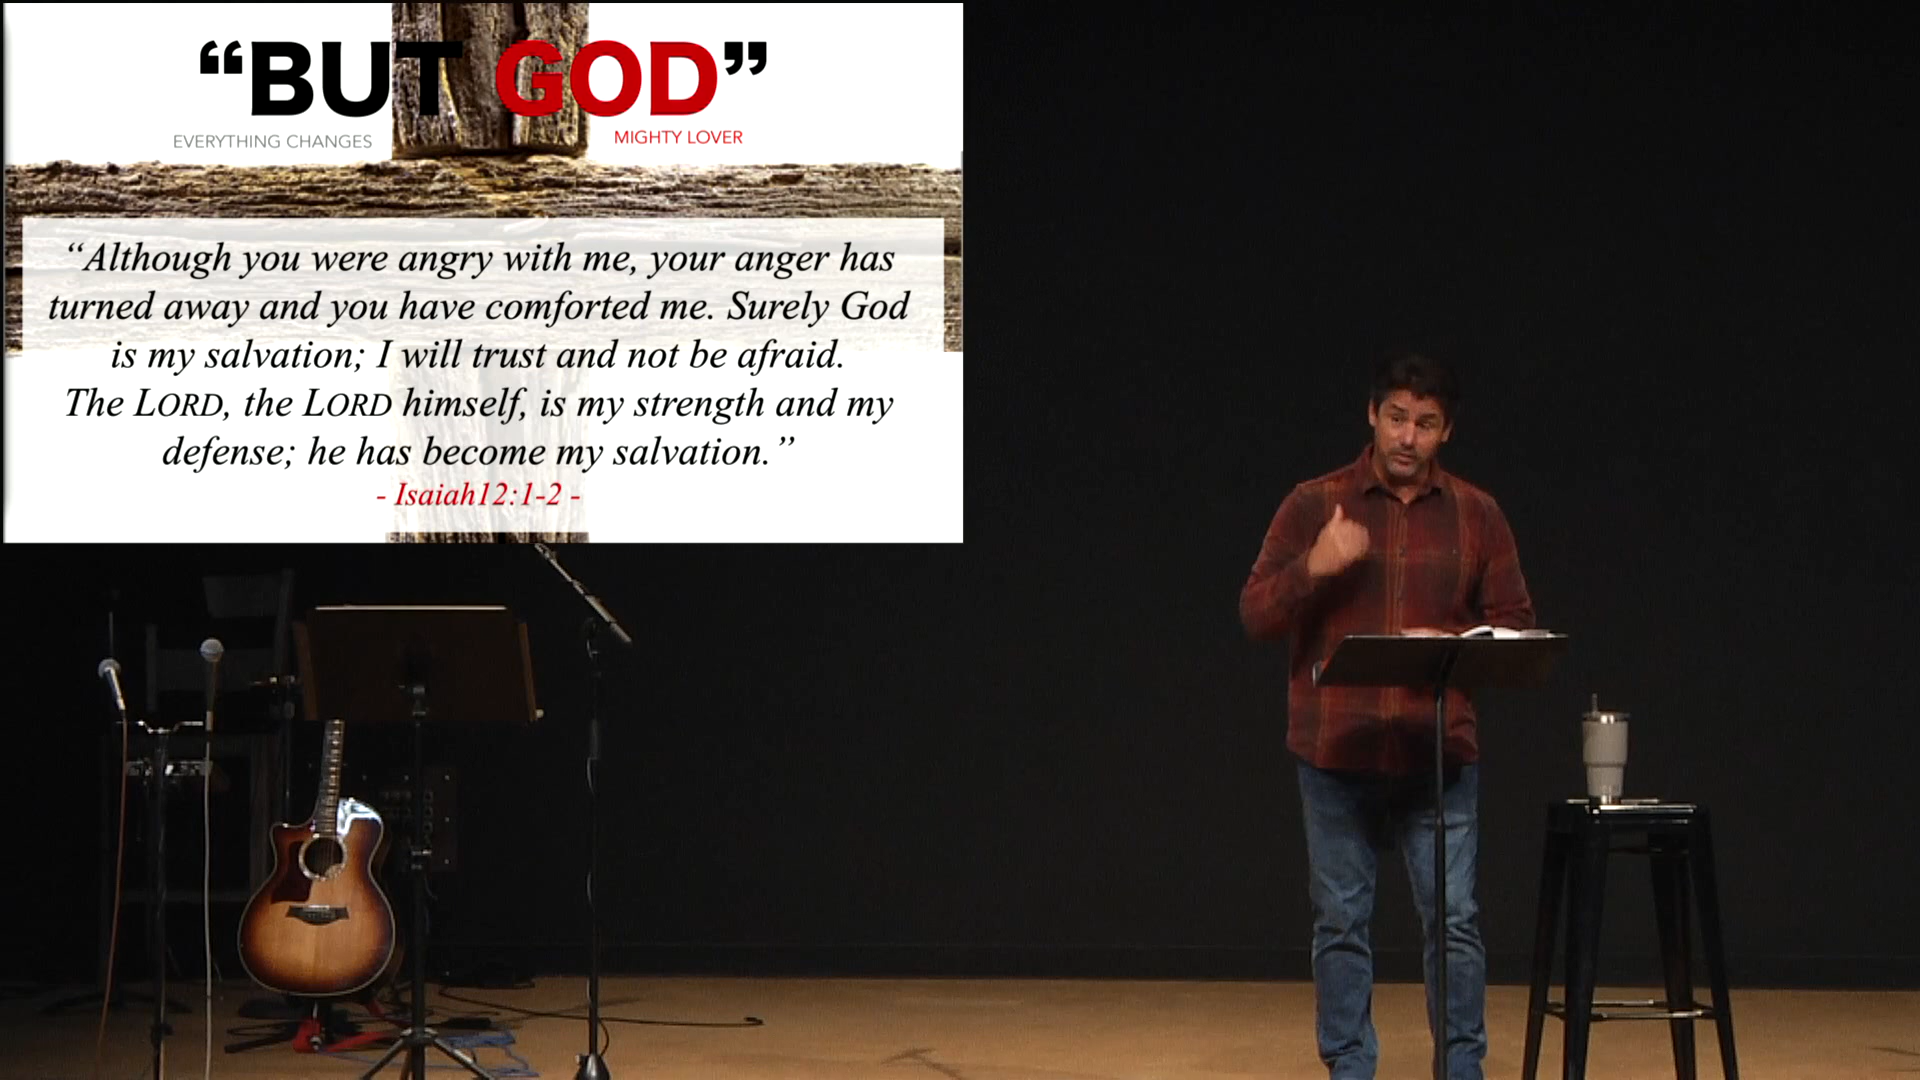 “BUT GOD”
EVERYTHING CHANGES
MIGHTY LOVER
“Although you were angry with me, your anger has
turned away and you have comforted me. Surely God
is my salvation; I will trust and not be afraid.
The LORD, the LORD himself, is my strength and my
defense; he has become my salvation.”
- Isaiah12:1-2 -